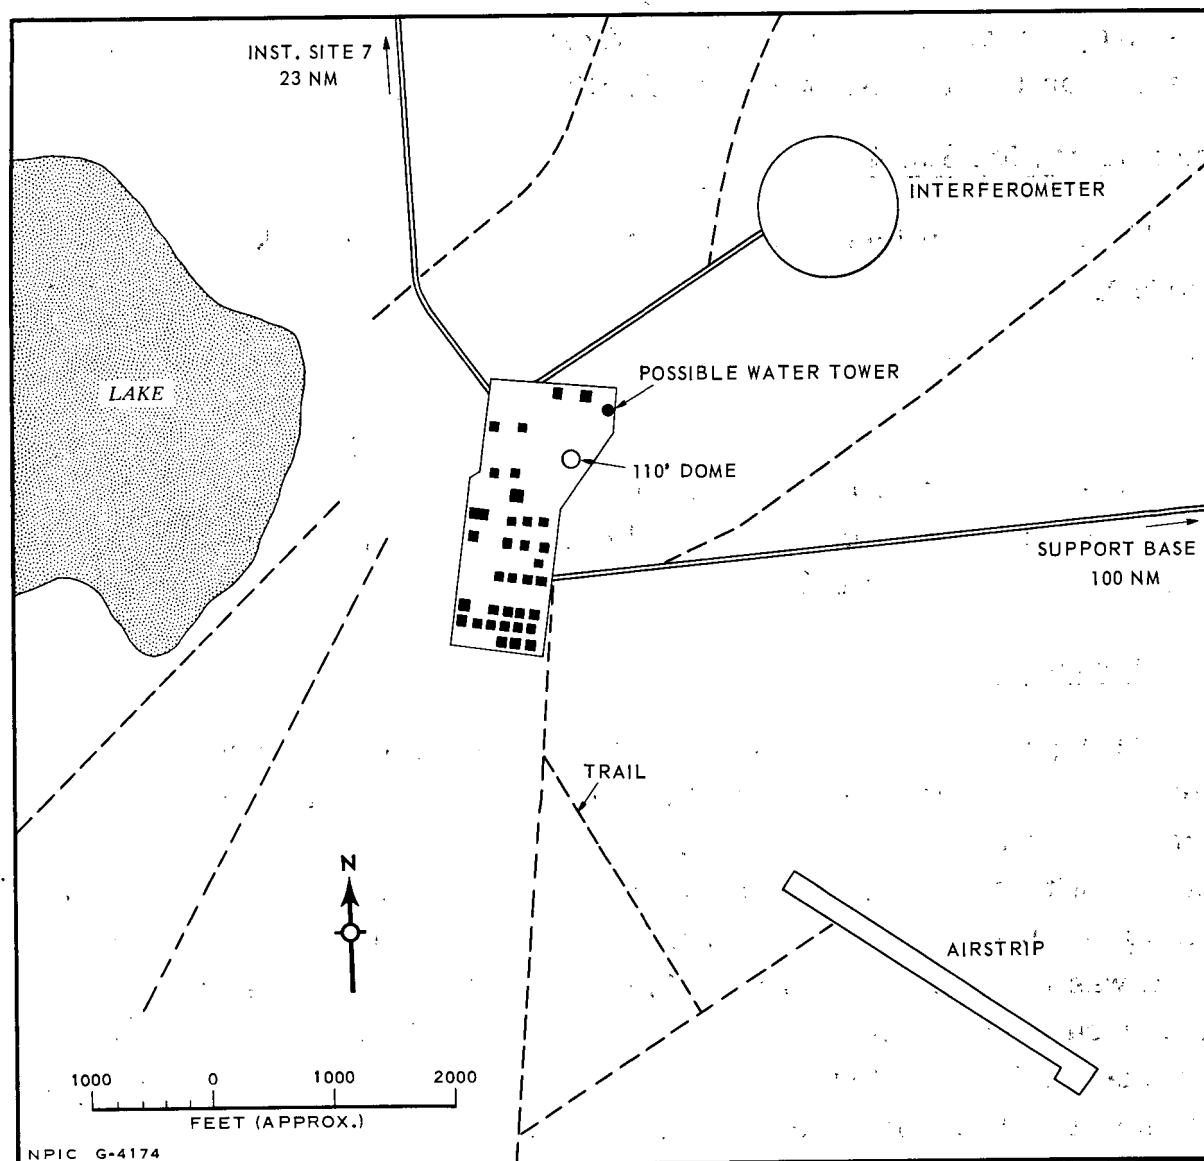 INST. SITE 7
23 NM
INTERFEROMETER
POSSIBLE WATER TOWER
LAKE
110' DOME
SUPPORT BASE
100 NM
TRAIL
N
AIRSTRIP
1000 0 1000 2000
FEET (APPROX.)
NPIC G-4174